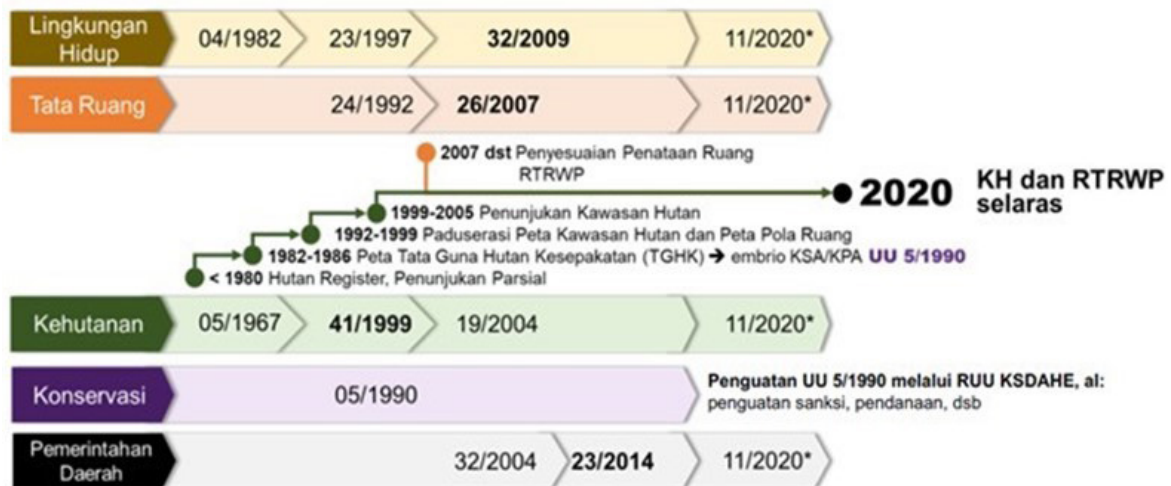 Lingkungan
Hidup
04/1982 23/1997 32/2009 11/2020*
Tata Ruang 24/1992 26/2007 11/2020*
2007 dst Penyesuaian Penataan Ruang
RTRWP
2020 KH dan RTRWP
selaras
1999-2005 Penunjukan Kawasan Hutan
1992-1999 Paduserasi Peta Kawasan Hutan dan Peta Pola Ruang
1982-1986 Peta Tata Guna Hutan Kesepakatan (TGHK) → embrio KSA/KPA UU 5/1990
< 1980 Hutan Register, Penunjukan Parsial
Kehutanan 05/1967 41/1999 19/2004 11/2020*
Konservasi 05/1990
Penguatan UU 5/1990 melalui RUU KSDAHE, al:
penguatan sanksi, pendanaan, dsb
Pemerintahan
Daerah
32/2004 23/2014 11/2020*